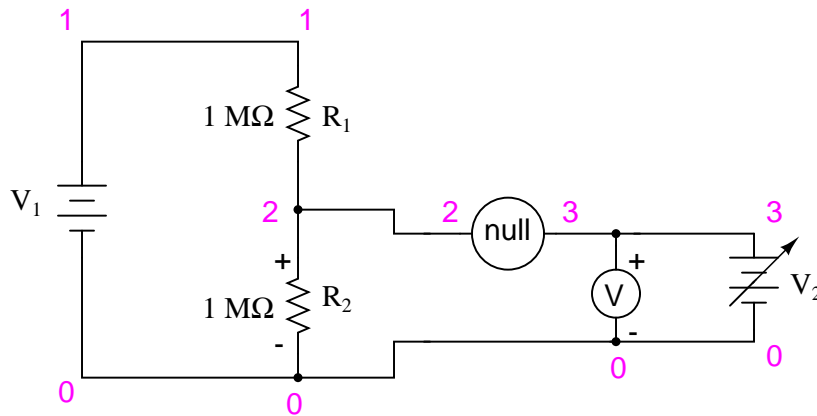 1 1
1 MΩ R1
V1
2 2 null 3 3
+ +
1 MΩ R2 V V2
- -
0 0 0 0